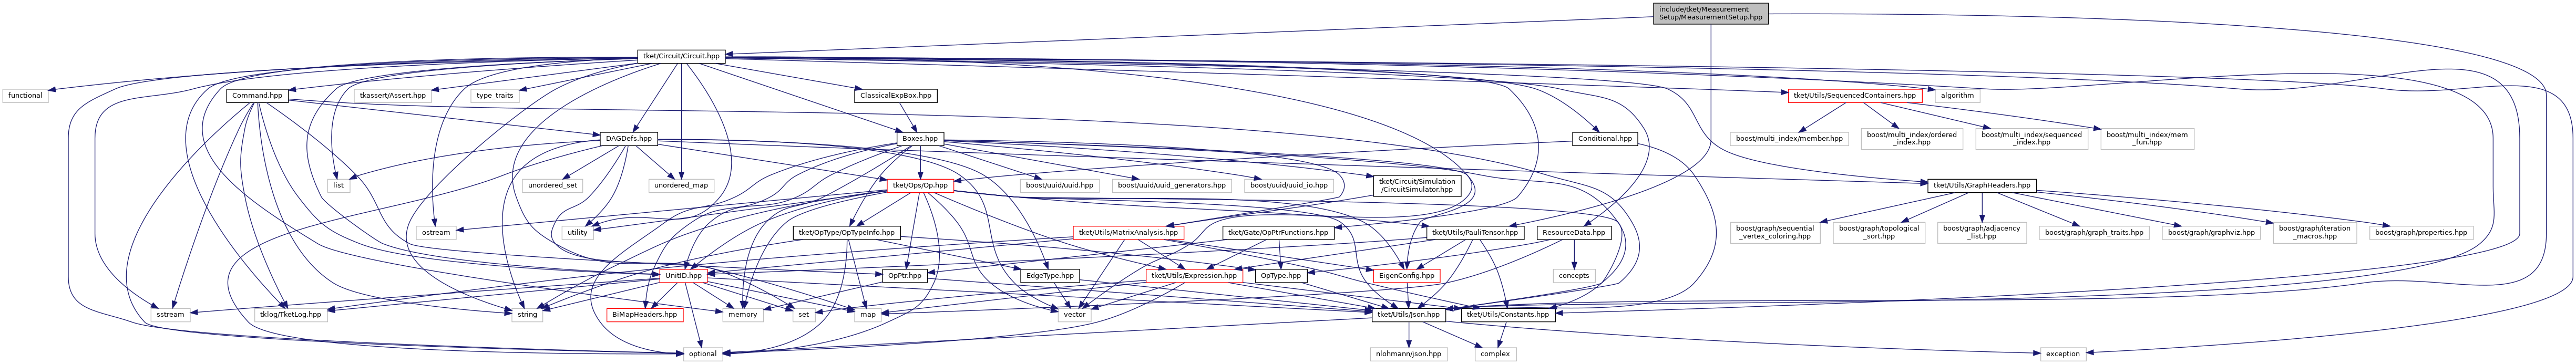 include/tket/Measurement
Setup/MeasurementSetup.hpp
tket/Circuit/Circuit.hpp
functional
Command.hpp
tkassert/Assert.hpp
type_traits
ClassicalExpBox.hpp
tket/Utils/SequencedContainers.hpp
algorithm
DAGDefs.hpp
Boxes.hpp
Conditional.hpp
boost/multi_index/member.hpp
boost/multi_index/ordered
_index.hpp
boost/multi_index/sequenced
_index.hpp
boost/multi_index/mem
_fun.hpp
list
unordered_set
unordered_map
tket/Ops/Op.hpp
boost/uuid/uuid.hpp
boost/uuid/uuid_generators.hpp
boost/uuid/uuid_io.hpp
tket/Circuit/Simulation
/CircuitSimulator.hpp
tket/Utils/GraphHeaders.hpp
ostream
utility
tket/OpType/OpTypeInfo.hpp
tket/Utils/MatrixAnalysis.hpp
tket/Gate/OpPtrFunctions.hpp
tket/Utils/PauliTensor.hpp
ResourceData.hpp
boost/graph/sequential
_vertex_coloring.hpp
boost/graph/topological
_sort.hpp
boost/graph/adjacency
_list.hpp
boost/graph/graph_traits.hpp
boost/graph/graphviz.hpp
boost/graph/iteration
_macros.hpp
boost/graph/properties.hpp
UnitID.hpp
OpPtr.hpp
EdgeType.hpp
tket/Utils/Expression.hpp
OpType.hpp
EigenConfig.hpp
concepts
sstream
tklog/TketLog.hpp
string
BiMapHeaders.hpp
memory
set
map
vector
tket/Utils/Json.hpp
tket/Utils/Constants.hpp
optional
nlohmann/json.hpp
complex
exception